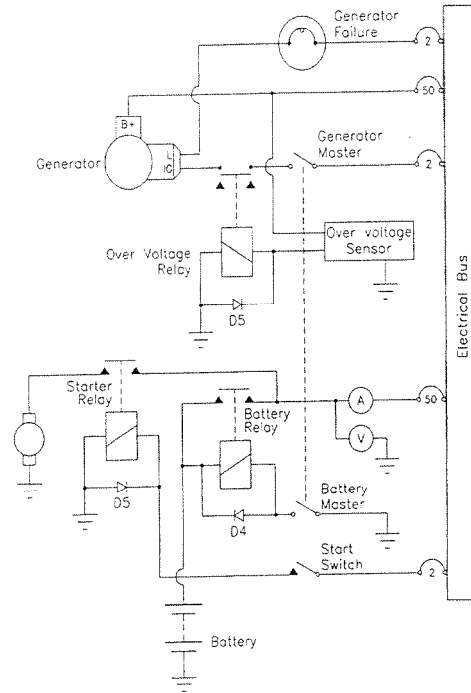 Generator
Failure
2
50
B+
L
IG
Generator
Generator
Master
2
Over Voltage
Relay
Over voltage
Sensor
D5
Electrical Bus
Starter
Relay
Battery
Relay
A
50
V
D5
D4
Battery
Master
Start
Switch
2
Battery